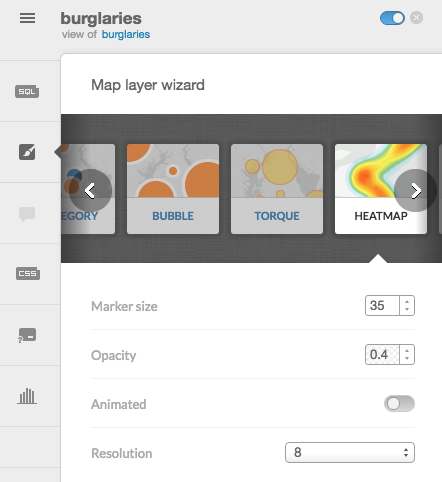 burglaries
view of burglaries
SQL
Map layer wizard
EGORY
BUBBLE
TORQUE
HEATMAP
CSS
Marker size
35
Opacity
0.4
Animated
Resolution
8